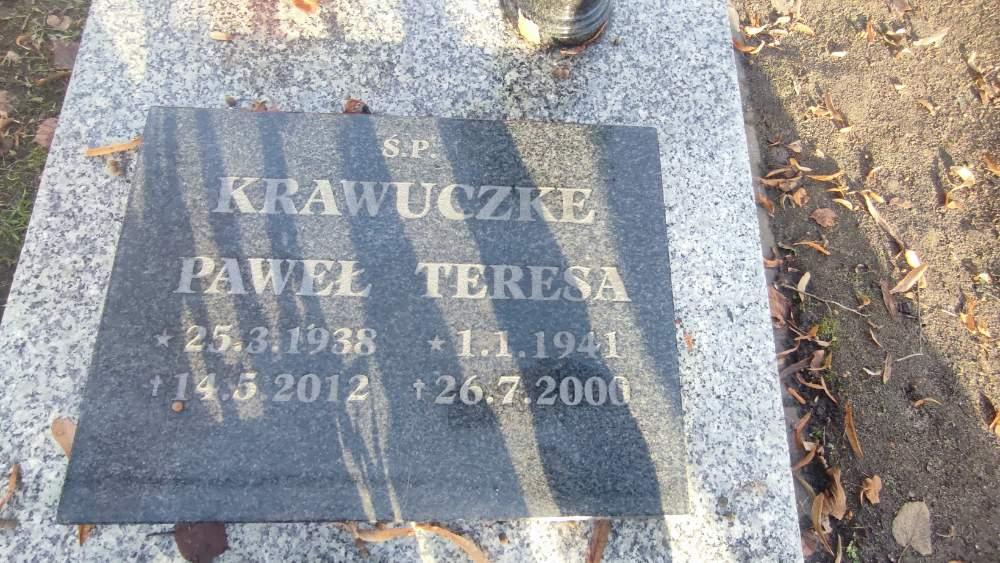 Ś.P.
KRAWUCZKE
PAWEŁ TERESA
* 25.3.1938 * 1.1.1941
† 14.5.2012 † 26.7.2000